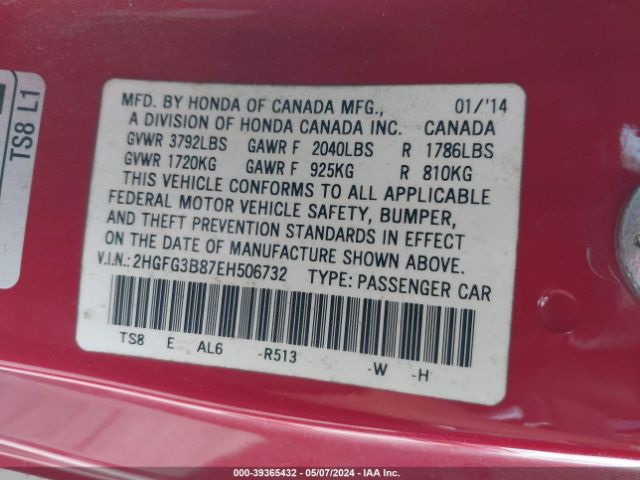 TS8 L1
MFD. BY HONDA OF CANADA MFG., 01/'14
A DIVISION OF HONDA CANADA INC. CANADA
GVWR 3792LBS GAWR F 2040LBS R 1786LBS
GVWR 1720KG GAWR F 925KG R 810KG
THIS VEHICLE CONFORMS TO ALL APPLICABLE
FEDERAL MOTOR VEHICLE SAFETY, BUMPER,
AND THEFT PREVENTION STANDARDS IN EFFECT
ON THE DATE OF MANUFACTURE SHOWN ABOVE.
V.I.N.: 2HGFG3B87EH506732 TYPE: PASSENGER CAR
TS8 E AL6 -R513 -W -H
000-39365432 - 05/07/2024 - IAA Inc.